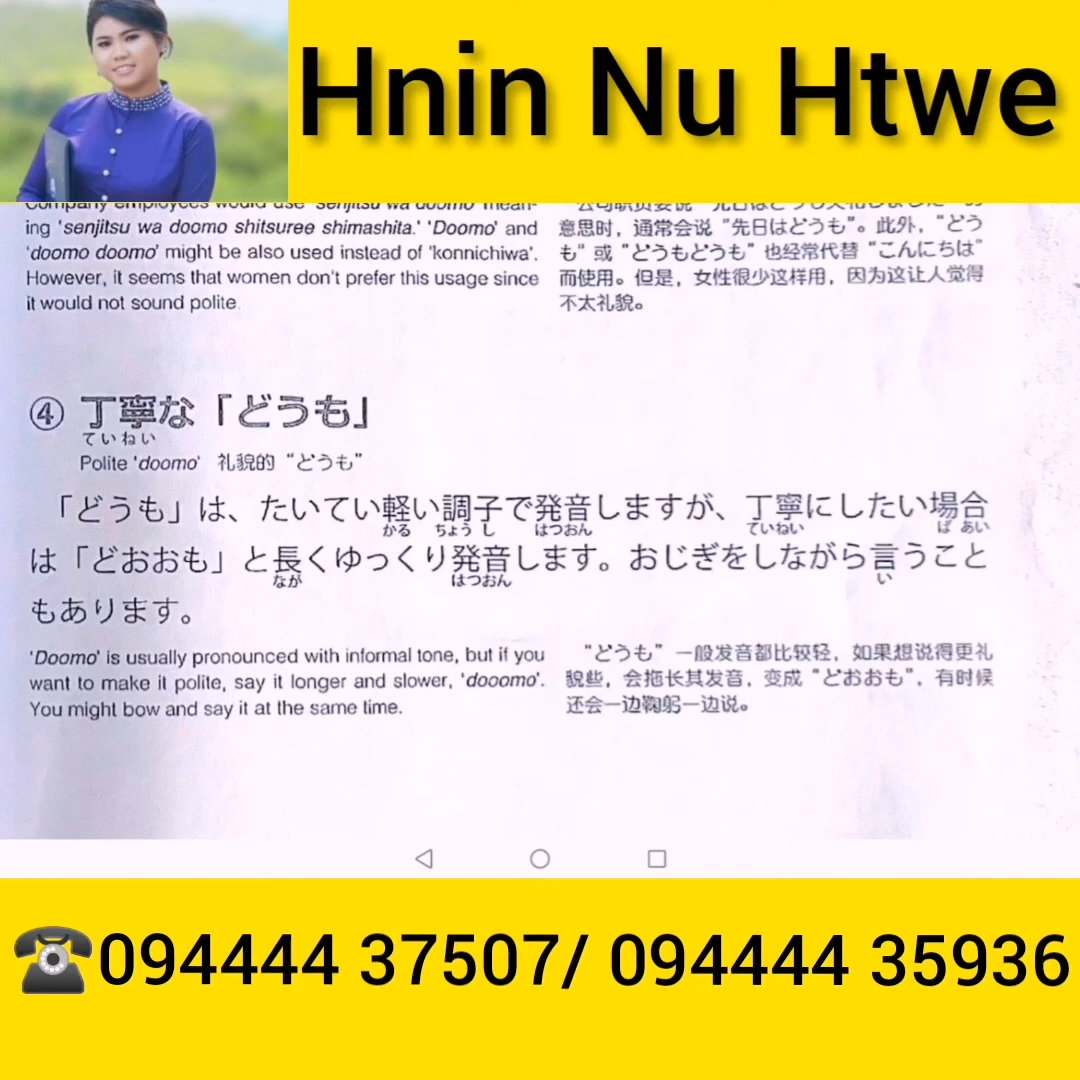 Hnin Nu Htwe
Company employees would use 'senjitsu wa doomo' mean-
ing 'senjitsu wa doomo shitsuree shimashita.' 'Doomo' and
'doomo doomo' might be also used instead of 'konnichiwa'.
However, it seems that women don't prefer this usage since
it would not sound polite.
意思时，通常会说“先日はどうも”。此外，“どう
も”或“どうもどうも”也经常代替“こんにちは”
而使用。但是，女性很少这样用，因为这让人觉得
不太礼貌。
④ 丁寧な「どうも」
ていねい
Polite 'doomo' 礼貌的“どうも”
「どうも」は、たいてい軽い調子で発音しますが、丁寧にしたい場合
かる ちょう し はつおん ていねい ば あい
は「どおおも」と長くゆっくり発音します。おじぎをしながら言うこと
なが はつおん い
もあります。
'Doomo' is usually pronounced with informal tone, but if you
want to make it polite, say it longer and slower, 'dooomo'.
You might bow and say it at the same time.
“どうも”一般发音都比较轻，如果想说得更礼
貌些，会拖长其发音，变成“どおおも”，有时候
还会一边鞠躬一边说。
094444 37507/ 094444 35936